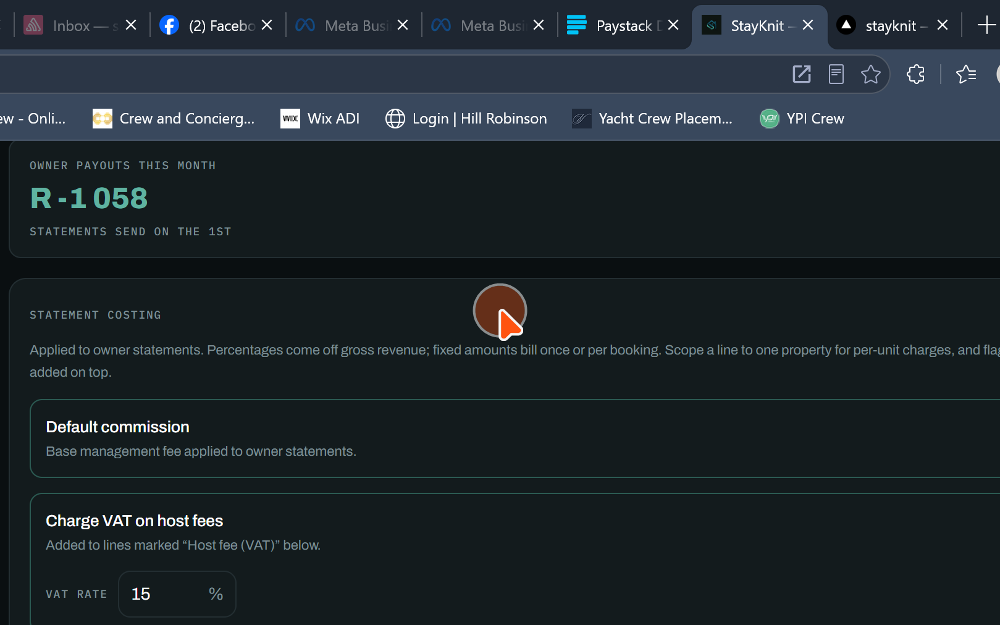 Inbox — s
(2) Facebo
Meta Busi
Meta Busi
Paystack D
StayKnit –
stayknit –
ew - Onli...
Crew and Concierg...
WIX
Wix ADI
Login | Hill Robinson
Yacht Crew Placem...
YPI Crew
OWNER PAYOUTS THIS MONTH
R -1 058
STATEMENTS SEND ON THE 1ST
STATEMENT COSTING
Applied to owner statements. Percentages come off gross revenue; fixed amounts bill once or per booking. Scope a line to one property for per-unit charges, and flag
added on top.
Default commission
Base management fee applied to owner statements.
Charge VAT on host fees
Added to lines marked “Host fee (VAT)” below.
VAT RATE 15 %